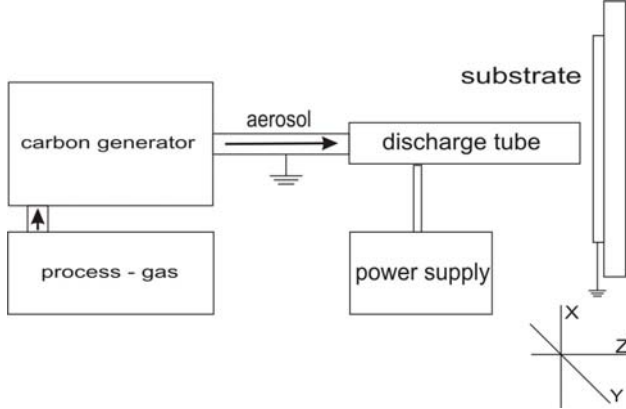 substrate
aerosol
carbon generator
discharge tube
process - gas
power supply
X
Z
Y